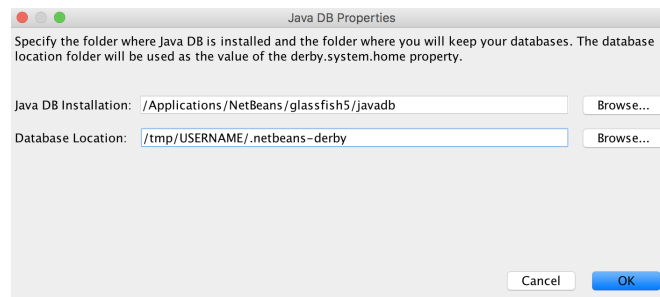 Java DB Properties
Specify the folder where Java DB is installed and the folder where you will keep your databases. The database
location folder will be used as the value of the derby.system.home property.
Java DB Installation: /Applications/NetBeans/glassfish5/javadb Browse...
Database Location: /tmp/USERNAME/.netbeans-derby Browse...
Cancel OK